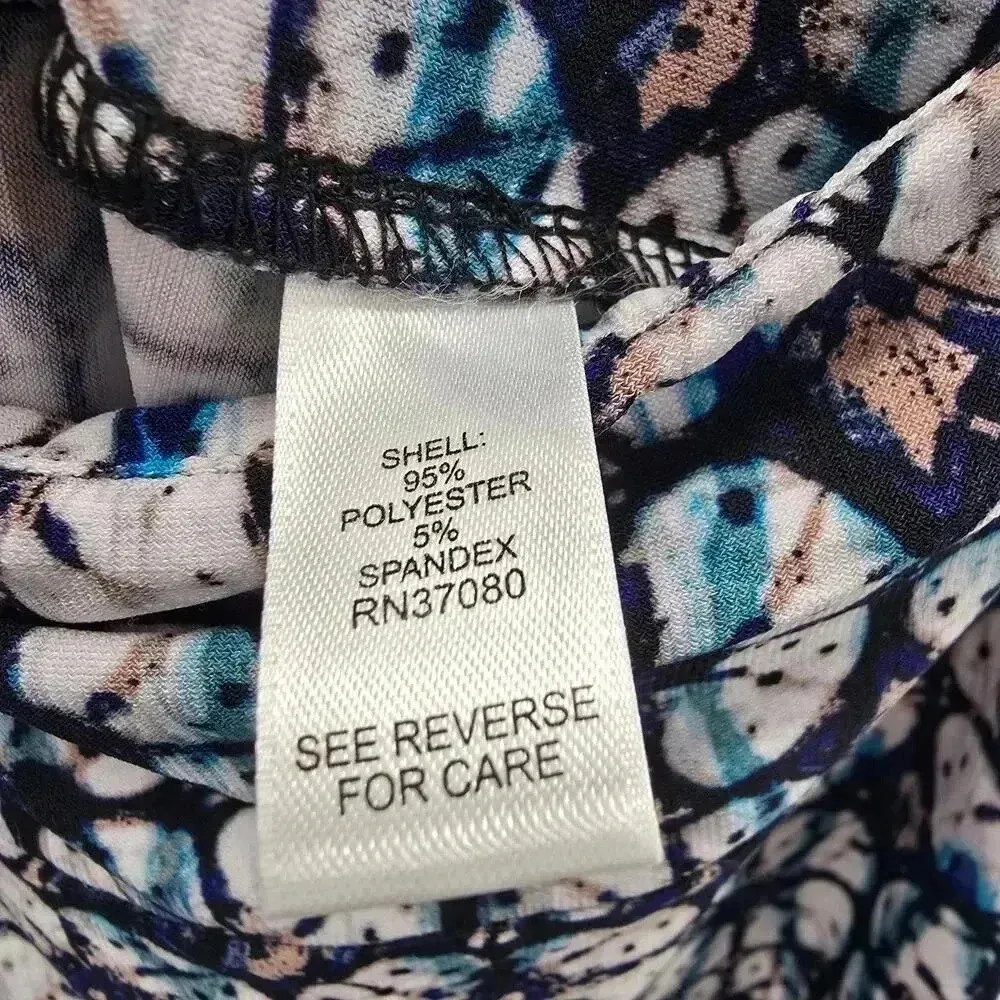 SHELL:
95%
POLYESTER
5%
SPANDEX
RN37080
SEE REVERSE
FOR CARE